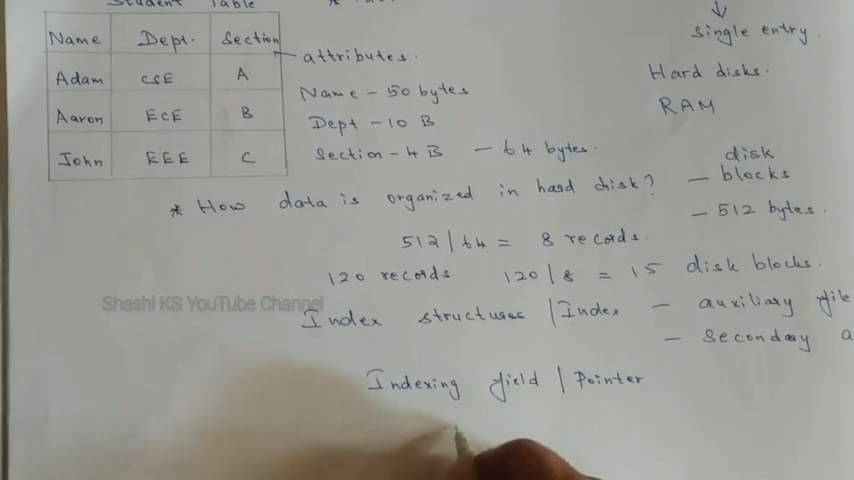 Student Table
Name Dept. Section
Adam CSE A
Aaron ECE B
John EEE C
attributes.
Name - 50 bytes
Dept - 10 B
Section - 4 B - 64 bytes.
Single entry.
Hard disks.
RAM
* How data is organized in hard disk? - disk blocks
- 512 bytes.
512/64 = 8 records.
120 records 120/8 = 15 disk blocks.
Index structures / Index - auxiliary file
- Secondary a
Indexing field / Pointer
Shashi KS YouTube Channel